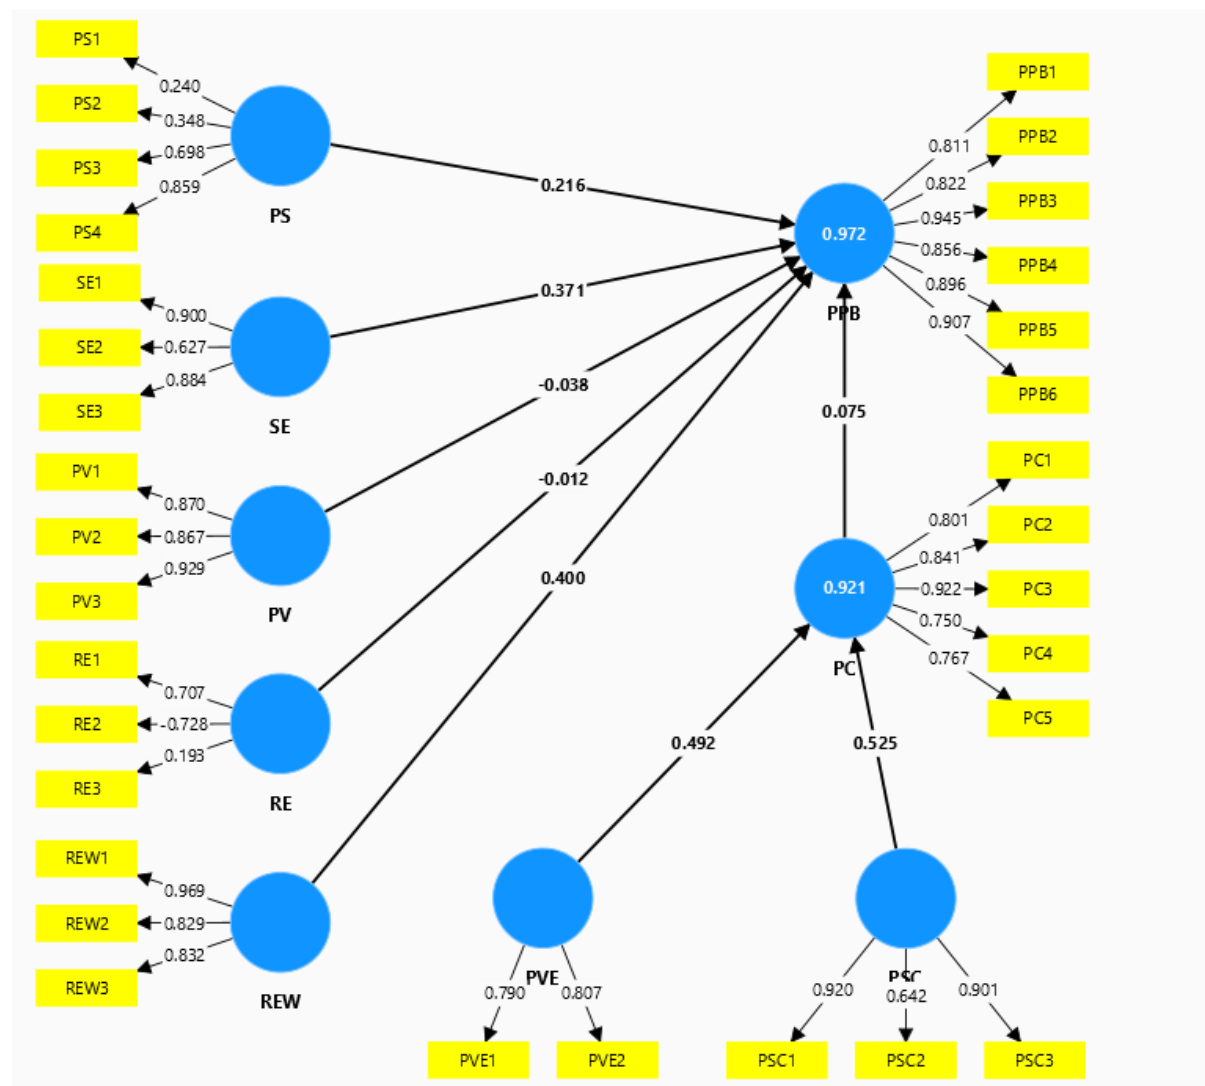 PS1
0.240
PS2
0.348
PS3
0.698
0.859
PS4
PS
SE1
0.900
SE2
0.627
0.884
SE3
SE
PV1
0.870
PV2
0.867
0.929
PV3
PV
RE1
0.707
RE2
-0.728
0.193
RE3
RE
REW1
0.969
REW2
0.829
0.832
REW3
REW
0.216
0.371
-0.038
-0.012
0.400
0.972
PPB
0.811
PPB1
0.822
PPB2
0.945
PPB3
0.856
PPB4
0.896
PPB5
0.907
PPB6
0.075
0.921
PC
0.801
PC1
0.841
PC2
0.922
PC3
0.750
PC4
0.767
PC5
0.492
0.525
PVE
0.790
0.807
PVE1
PVE2
PSC
0.920
0.642
0.901
PSC1
PSC2
PSC3